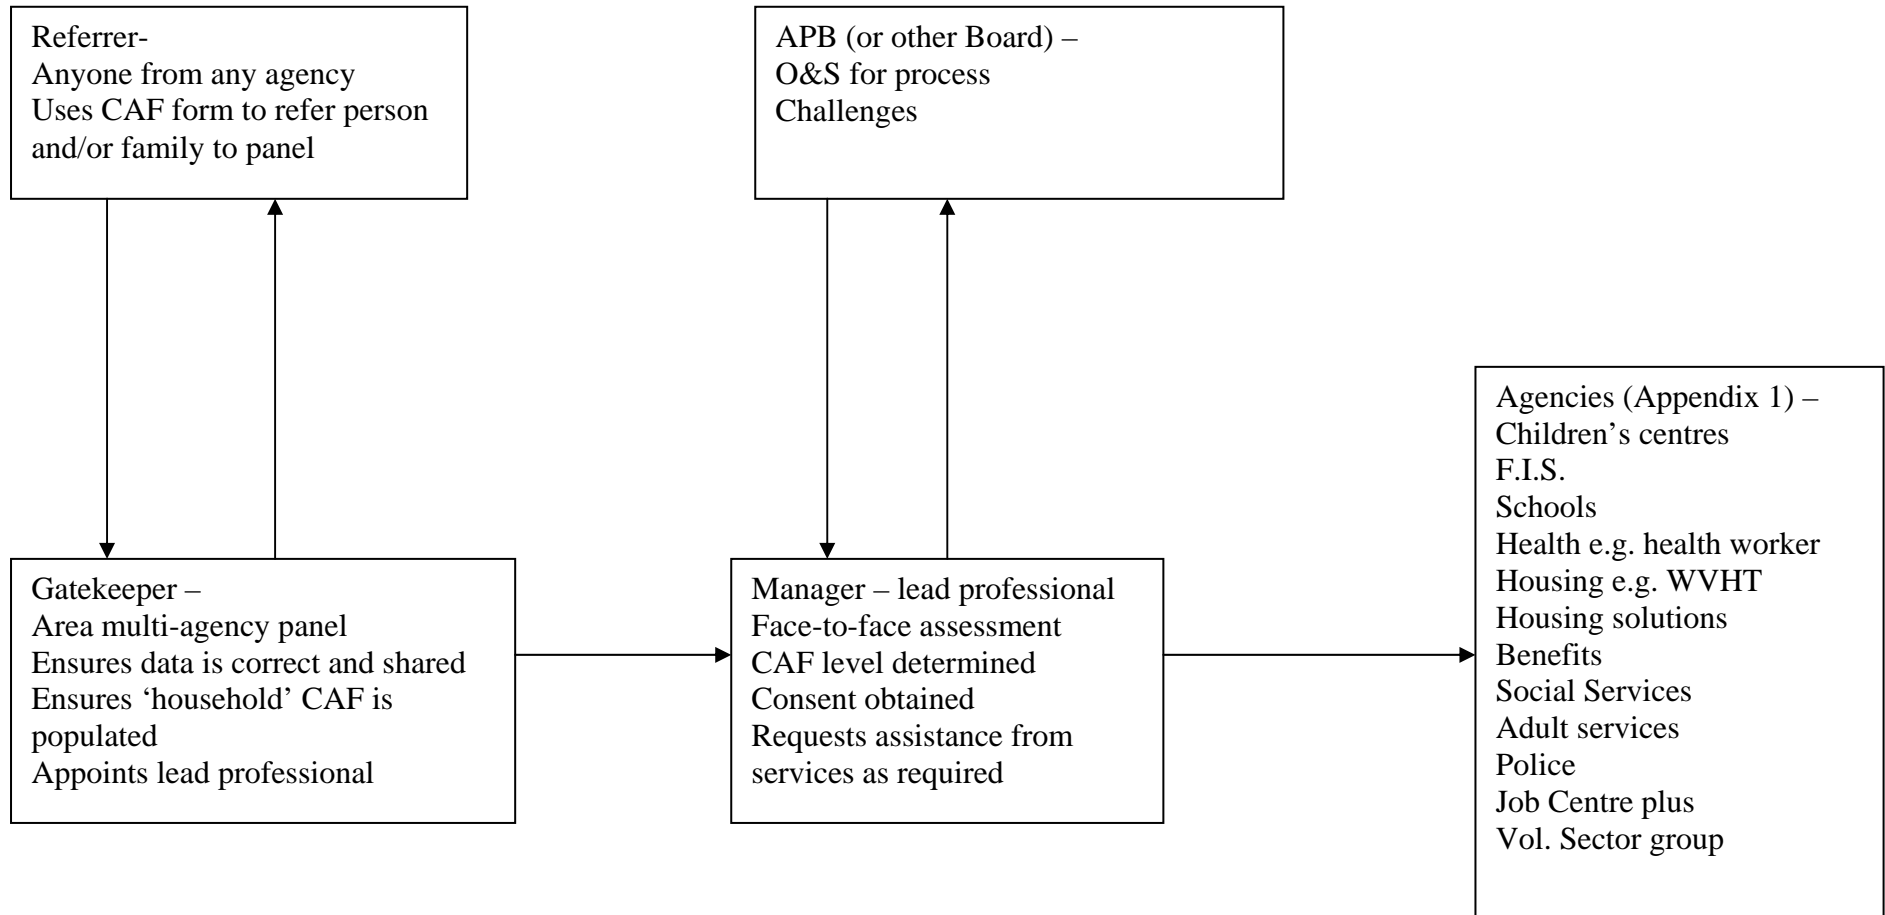 Referrer-
Anyone from any agency
Uses CAF form to refer person
and/or family to panel
APB (or other Board) –
O&S for process
Challenges
Gatekeeper –
Area multi-agency panel
Ensures data is correct and shared
Ensures ‘household’ CAF is
populated
Appoints lead professional
Manager – lead professional
Face-to-face assessment
CAF level determined
Consent obtained
Requests assistance from
services as required
Agencies (Appendix 1) –
Children’s centres
F.I.S.
Schools
Health e.g. health worker
Housing e.g. WVHT
Housing solutions
Benefits
Social Services
Adult services
Police
Job Centre plus
Vol. Sector group